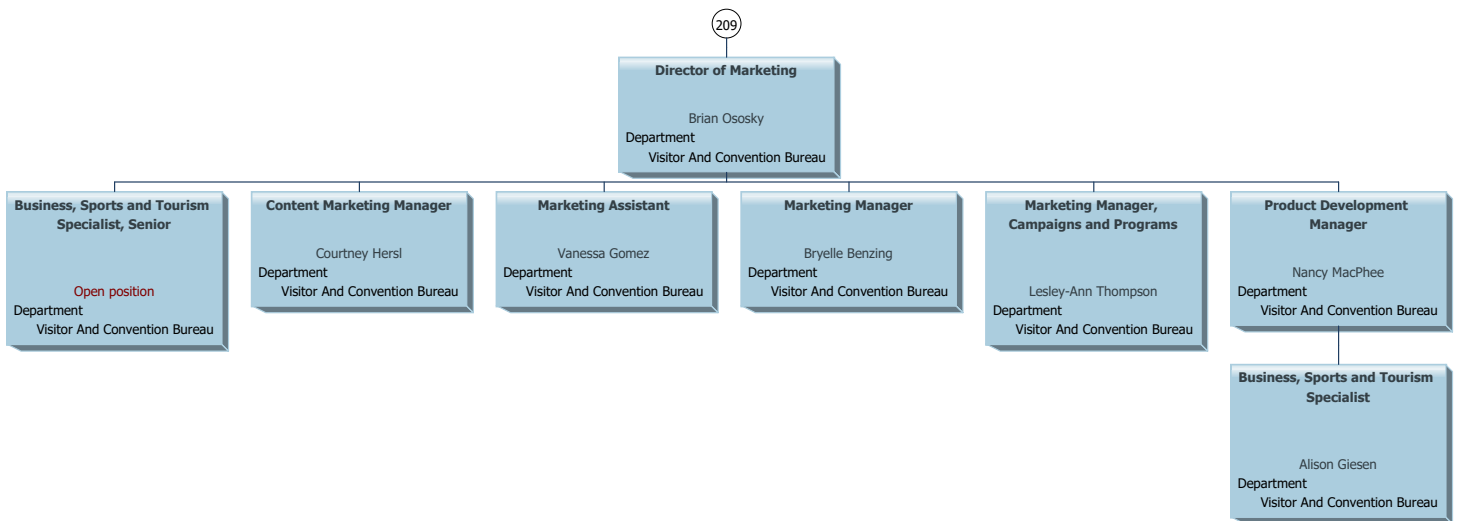 209
Director of Marketing
Brian Ososky
Department
Visitor And Convention Bureau
Business, Sports and Tourism
Specialist, Senior
Open position
Department
Visitor And Convention Bureau
Content Marketing Manager
Courtney Hersl
Department
Visitor And Convention Bureau
Marketing Assistant
Vanessa Gomez
Department
Visitor And Convention Bureau
Marketing Manager
Bryelle Benzing
Department
Visitor And Convention Bureau
Marketing Manager,
Campaigns and Programs
Lesley-Ann Thompson
Department
Visitor And Convention Bureau
Product Development
Manager
Nancy MacPhee
Department
Visitor And Convention Bureau
Business, Sports and Tourism
Specialist
Alison Giesen
Department
Visitor And Convention Bureau